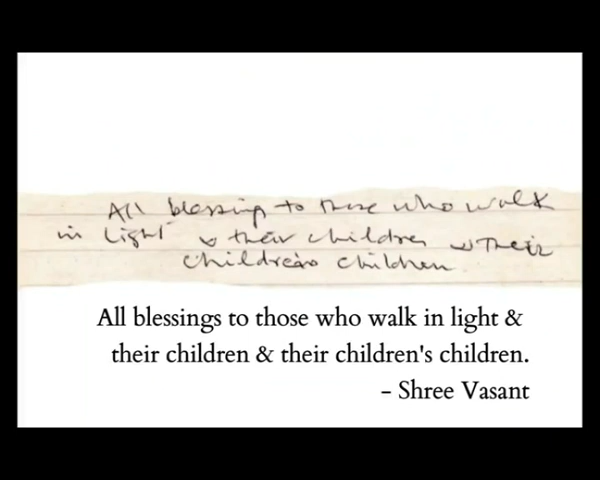 All blessing to those who walk
in light & their children & Their
children's children
All blessings to those who walk in light &
their children & their children's children.
– Shree Vasant